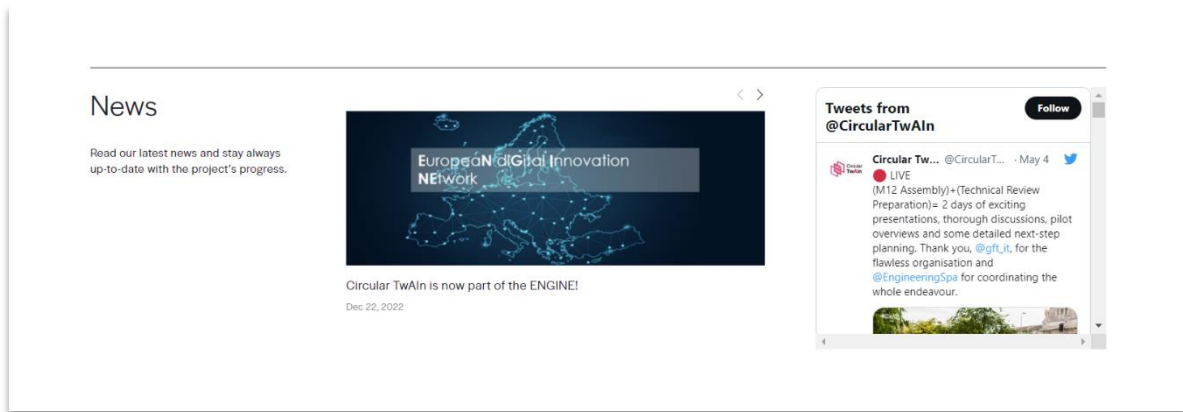 News
Read our latest news and stay always
up-to-date with the project's progress.
EuropeaN diGital Innovation
NEtwork
Circular TwAIn is now part of the ENGINE!
Dec 22, 2022
Tweets from
@CircularTwAIn
Follow
Circular
TwAIn
Circular Tw... @CircularT... · May 4
LIVE
(M12 Assembly)+(Technical Review
Preparation)= 2 days of exciting
presentations, thorough discussions, pilot
overviews and some detailed next-step
planning. Thank you, @gft_it, for the
flawless organisation and
@EngineeringSpa for coordinating the
whole endeavour.